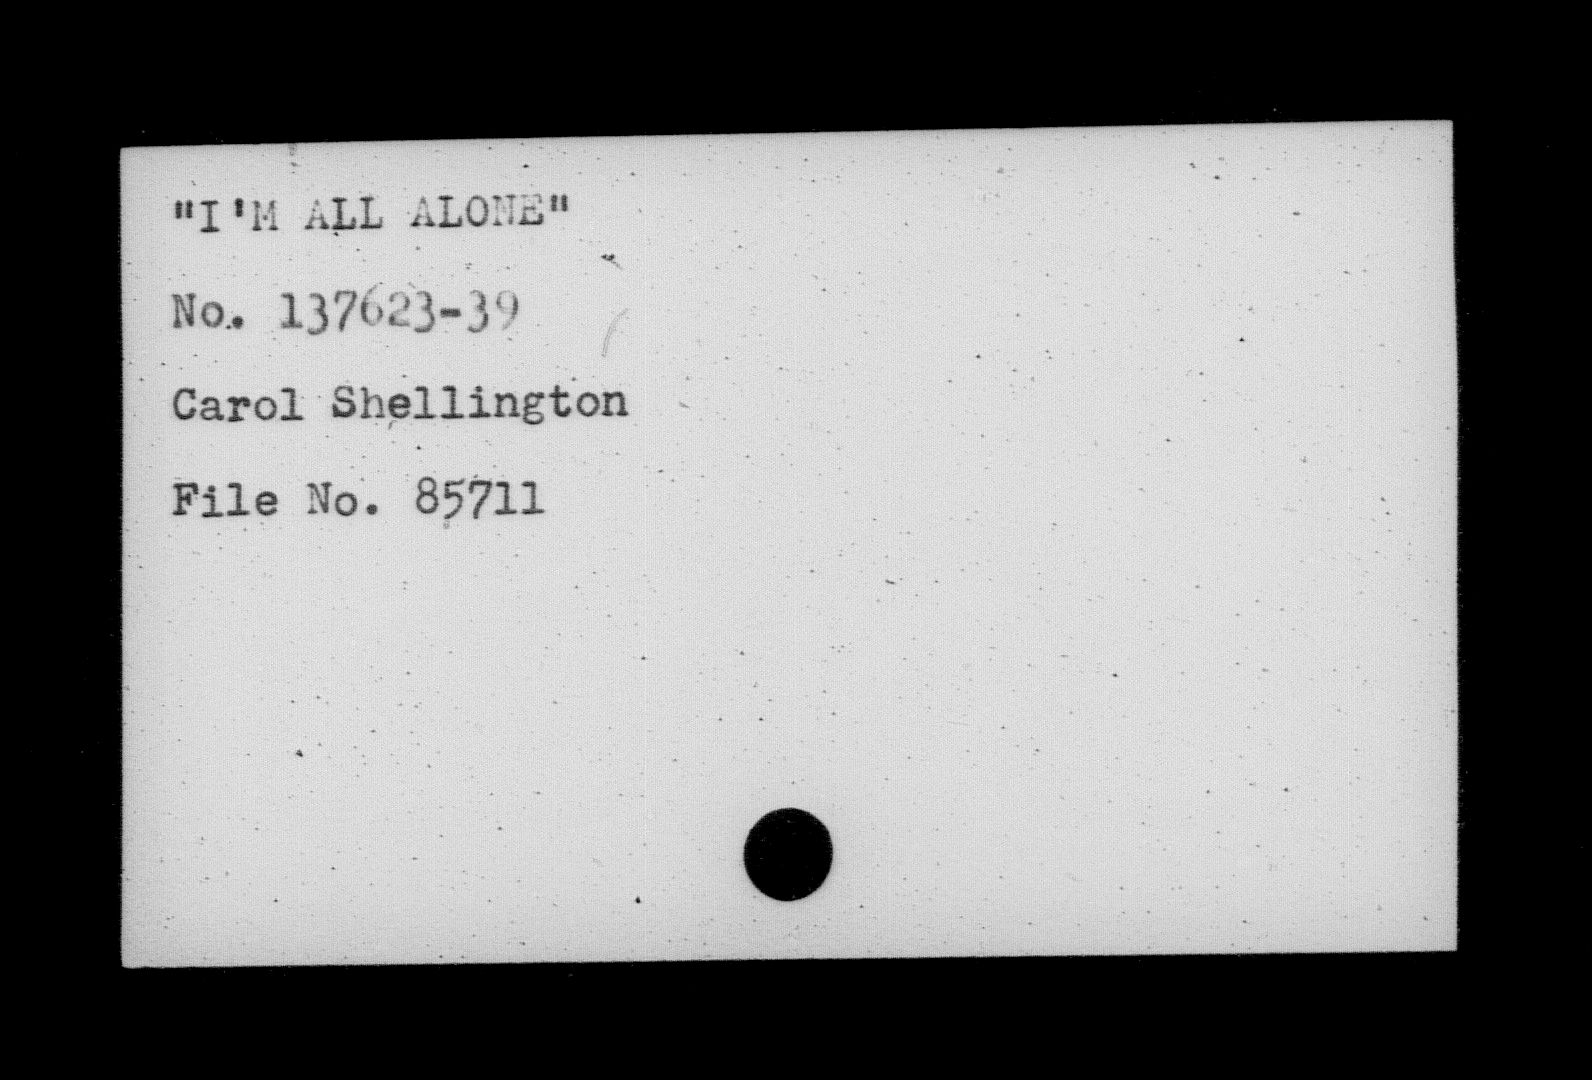 "I'M ALL ALONE"
No. 137623-39
Carol Shellington
File No. 85711